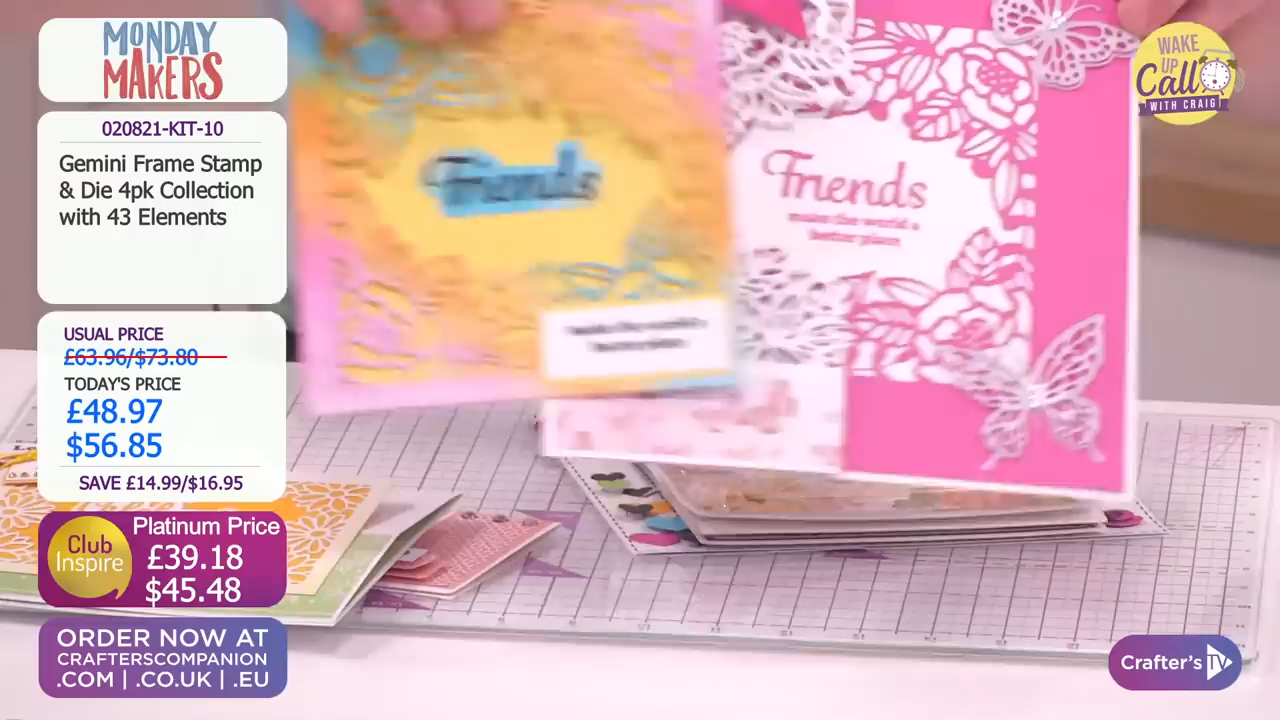 MONDAY
MAKERS
020821-KIT-10
Gemini Frame Stamp
& Die 4pk Collection
with 43 Elements
USUAL PRICE
£63.96/$73.80
TODAY'S PRICE
£48.97
$56.85
SAVE £14.99/$16.95
Club
Inspire
Platinum Price
£39.18
$45.48
ORDER NOW AT
CRAFTERSCOMPANION
.COM | .CO.UK | .EU
Friends
Friends
make the world a
better place
WAKE
UP
Call
WITH CRAIG
Crafter's TV